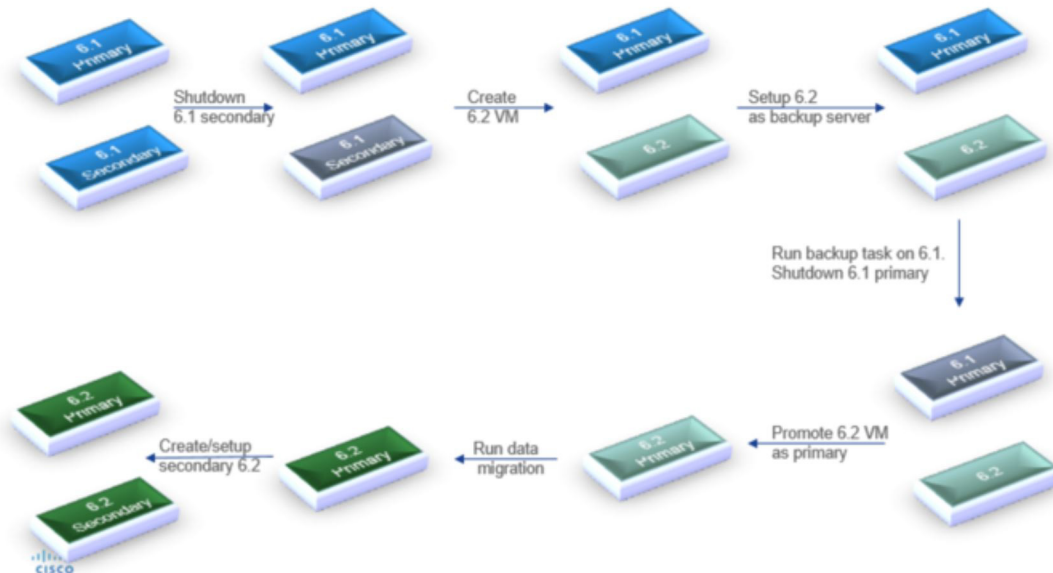 6.1
Primary
6.1
Primary
6.1
Primary
6.1
Primary
Shutdown
6.1 secondary
Create
6.2 VM
Setup 6.2
as backup server
6.1
Secondary
6.1
Secondary
6.2
6.2
Run backup task on 6.1.
Shutdown 6.1 primary
6.1
Primary
Promote 6.2 VM
as primary
6.2
6.2
Primary
Run data
migration
6.2
Primary
Create/setup
secondary 6.2
6.2
Primary
6.2
Secondary
CISCO